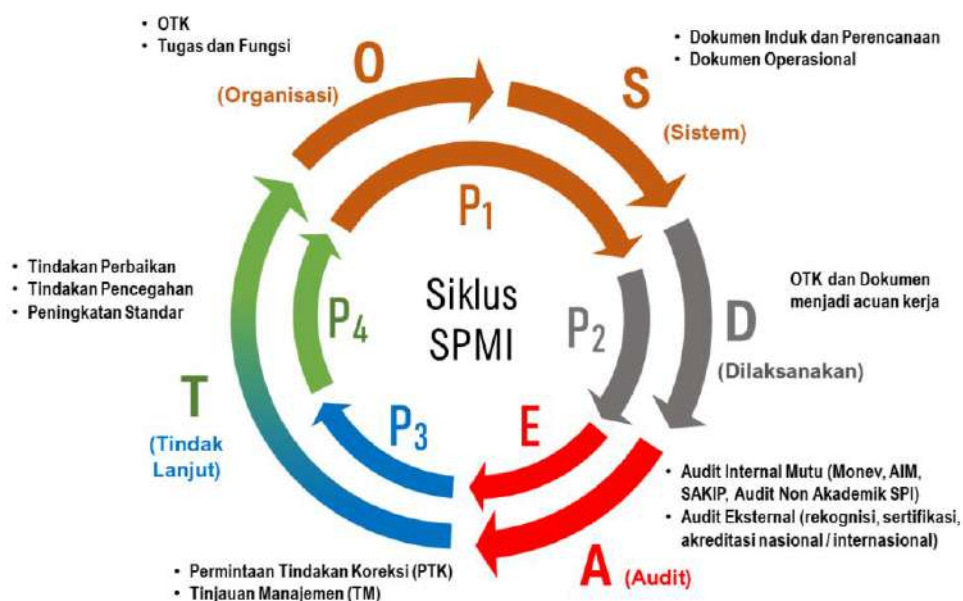 • OTK
• Tugas dan Fungsi
O
(Organisasi)
• Dokumen Induk dan Perencanaan
• Dokumen Operasional
S
(Sistem)
P1
• Tindakan Perbaikan
• Tindakan Pencegahan
• Peningkatan Standar
Siklus
SPMI
OTK dan Dokumen
menjadi acuan kerja
P4
P2
D
(Dilaksanakan)
T
(Tindak
Lanjut)
P3
E
• Audit Internal Mutu (Monev, AIM,
SAKIP, Audit Non Akademik SPI)
• Audit Eksternal (rekognisi, sertifikasi,
akreditasi nasional / internasional)
A (Audit)
• Permintaan Tindakan Koreksi (PTK)
• Tinjauan Manajemen (TM)